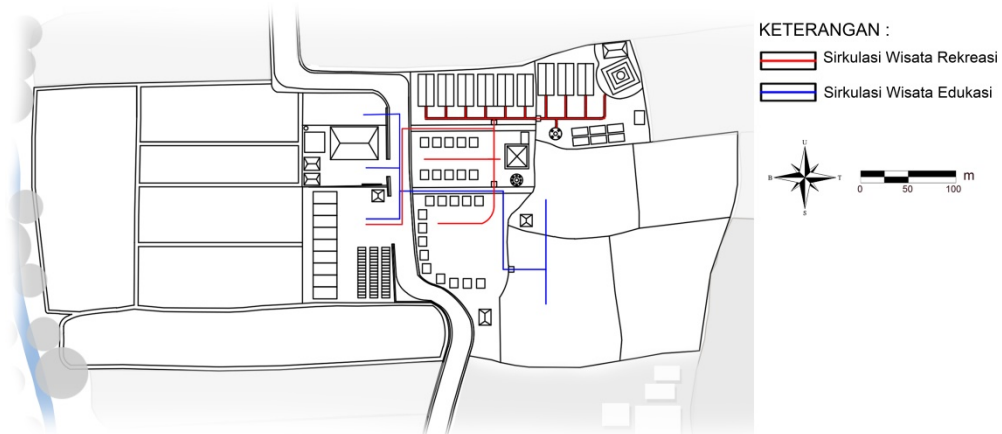 KETERANGAN :
Sirkulasi Wisata Rekreasi
Sirkulasi Wisata Edukasi
U
B
T
S
m
0 50 100